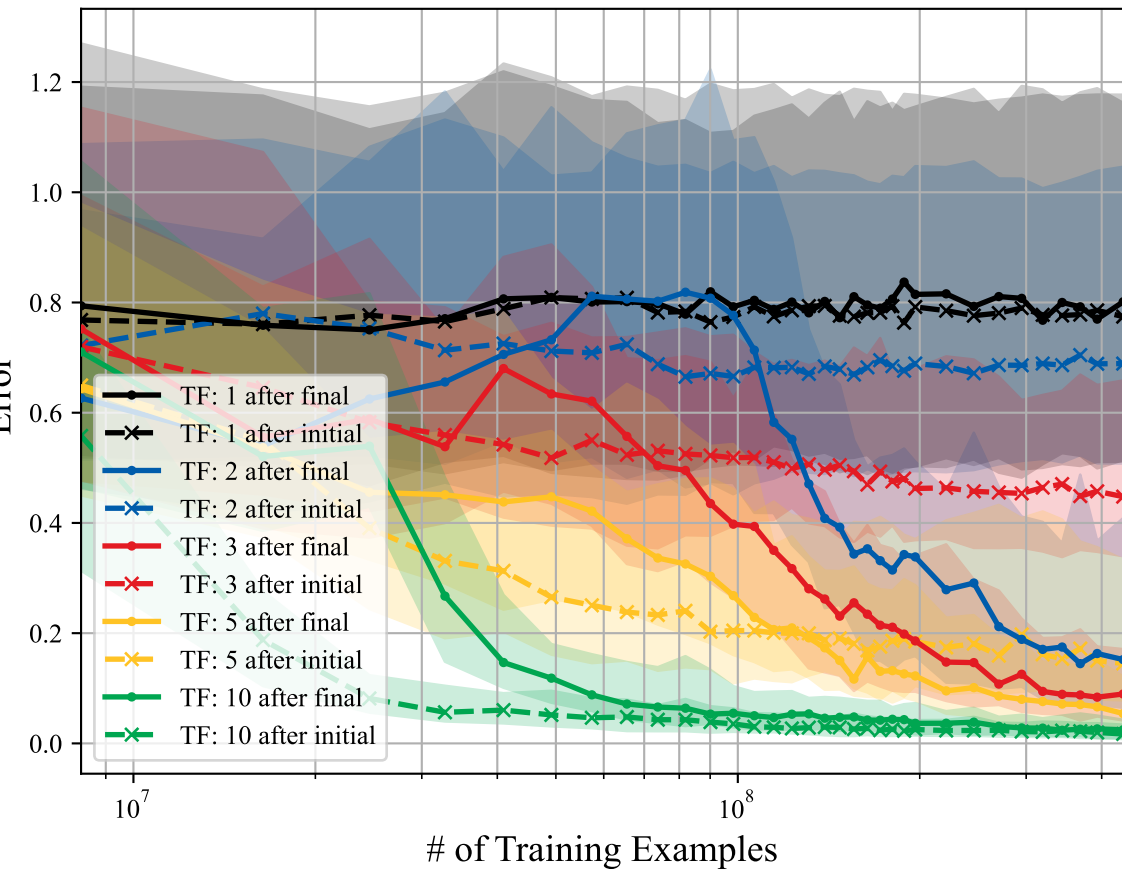 1.2
1.0
0.8
0.6
0.4
0.2
0.0
TF: 1 after final
TF: 1 after initial
TF: 2 after final
TF: 2 after initial
TF: 3 after final
TF: 3 after initial
TF: 5 after final
TF: 5 after initial
TF: 10 after final
TF: 10 after initial
10⁷ 10⁸
# of Training Examples